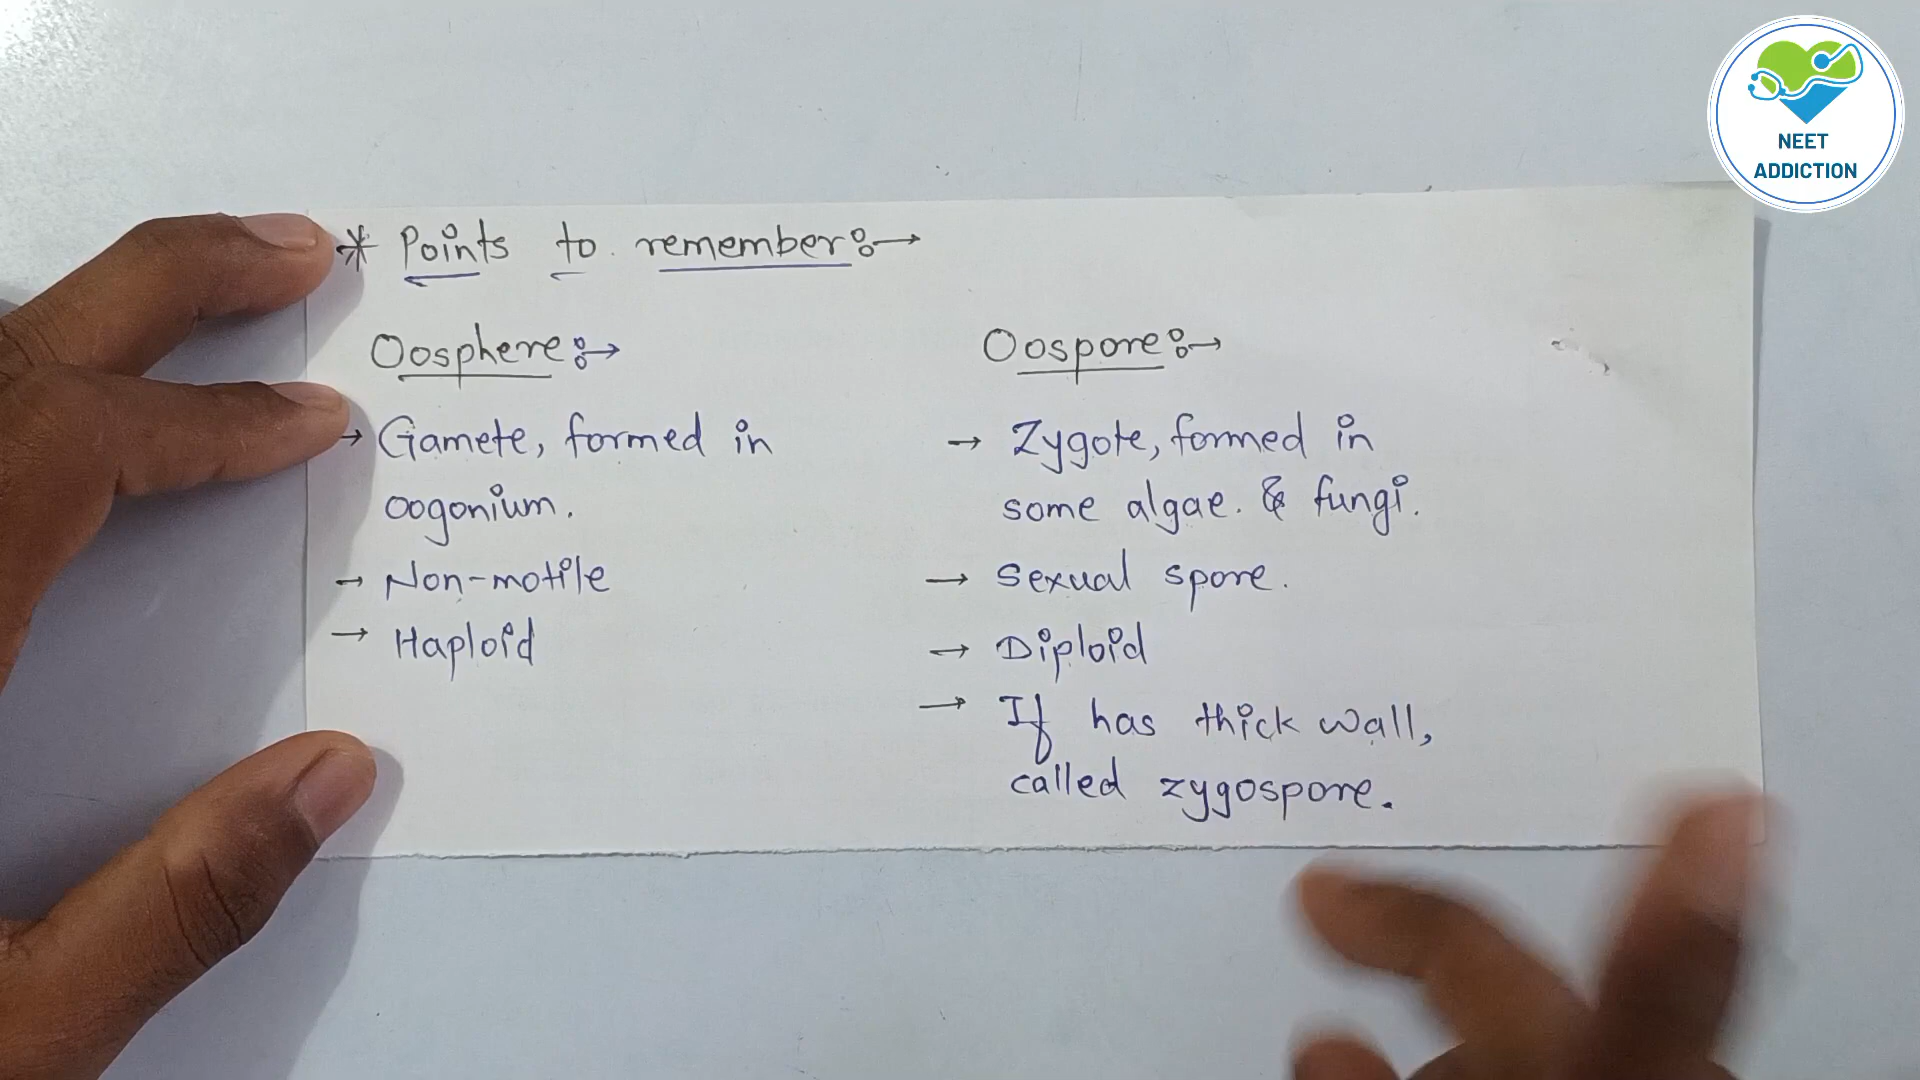 NEET
ADDICTION
* Points to remember:→
Oosphere:→
→ Gamete, formed in
oogonium.
→ Non-motile
→ Haploid
Oospore:→
→ Zygote, formed in
some algae. & fungi.
→ Sexual spore.
→ Diploid
→ If has thick wall,
called zygospore.